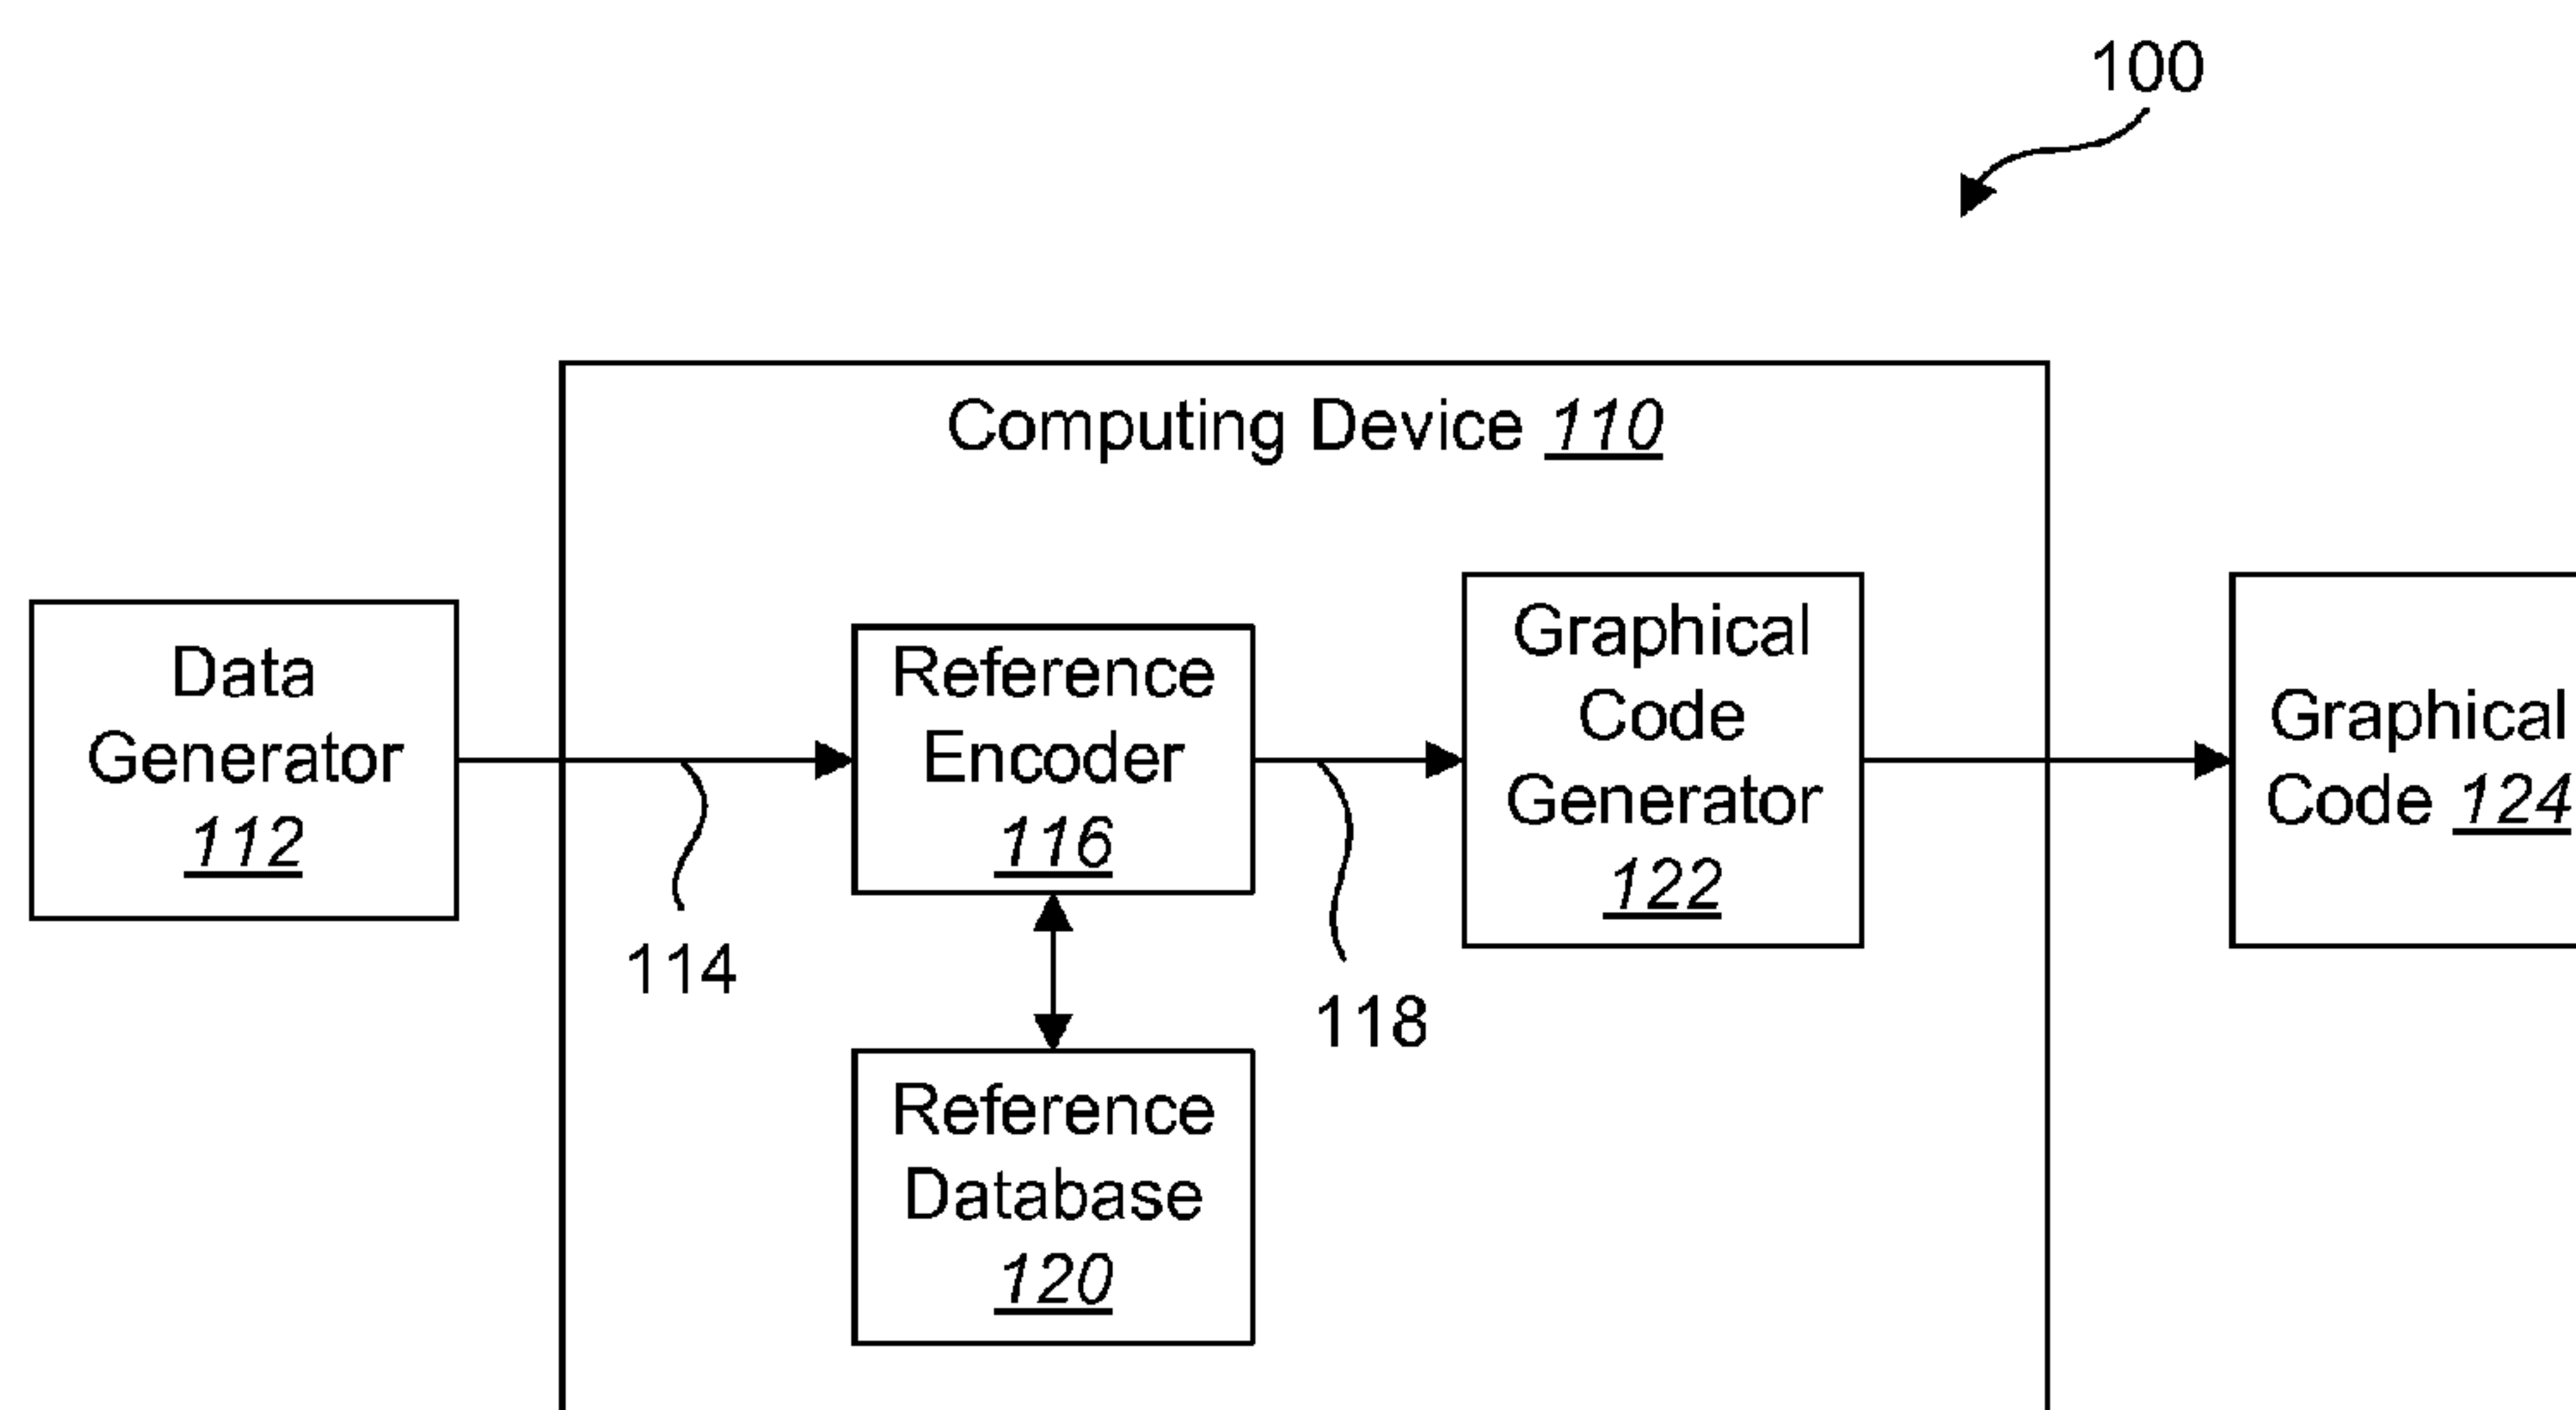 100
Computing Device 110
Data
Generator
112
Reference
Encoder
116
Graphical
Code
Generator
122
Graphical
Code 124
114
118
Reference
Database
120